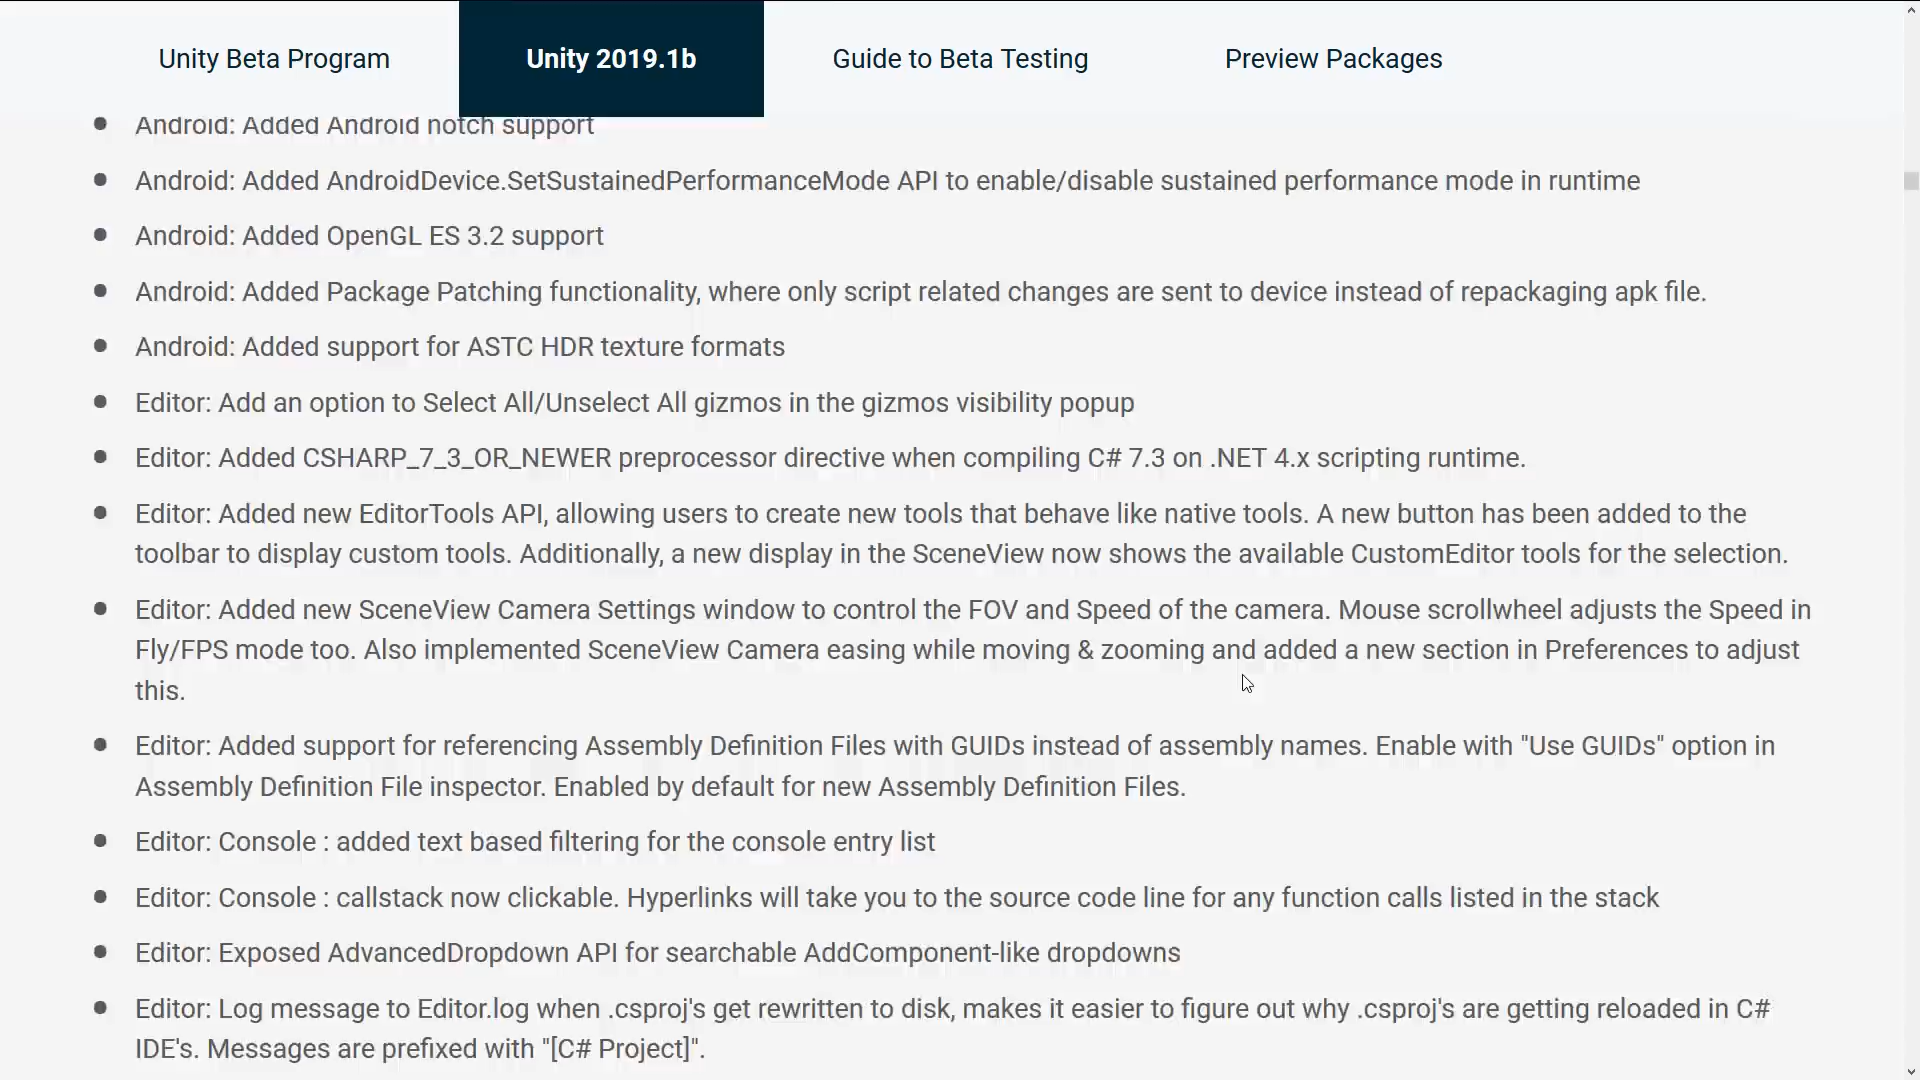 Unity Beta Program
Unity 2019.1b
Guide to Beta Testing
Preview Packages
Android: Added Android notch support
Android: Added AndroidDevice.SetSustainedPerformanceMode API to enable/disable sustained performance mode in runtime
Android: Added OpenGL ES 3.2 support
Android: Added Package Patching functionality, where only script related changes are sent to device instead of repackaging apk file.
Android: Added support for ASTC HDR texture formats
Editor: Add an option to Select All/Unselect All gizmos in the gizmos visibility popup
Editor: Added CSHARP_7_3_OR_NEWER preprocessor directive when compiling C# 7.3 on .NET 4.x scripting runtime.
Editor: Added new EditorTools API, allowing users to create new tools that behave like native tools. A new button has been added to the
toolbar to display custom tools. Additionally, a new display in the SceneView now shows the available CustomEditor tools for the selection.
Editor: Added new SceneView Camera Settings window to control the FOV and Speed of the camera. Mouse scrollwheel adjusts the Speed in
Fly/FPS mode too. Also implemented SceneView Camera easing while moving & zooming and added a new section in Preferences to adjust
this.
Editor: Added support for referencing Assembly Definition Files with GUIDs instead of assembly names. Enable with "Use GUIDs" option in
Assembly Definition File inspector. Enabled by default for new Assembly Definition Files.
Editor: Console : added text based filtering for the console entry list
Editor: Console : callstack now clickable. Hyperlinks will take you to the source code line for any function calls listed in the stack
Editor: Exposed AdvancedDropdown API for searchable AddComponent-like dropdowns
Editor: Log message to Editor.log when .csproj's get rewritten to disk, makes it easier to figure out why .csproj's are getting reloaded in C#
IDE's. Messages are prefixed with "[C# Project]".